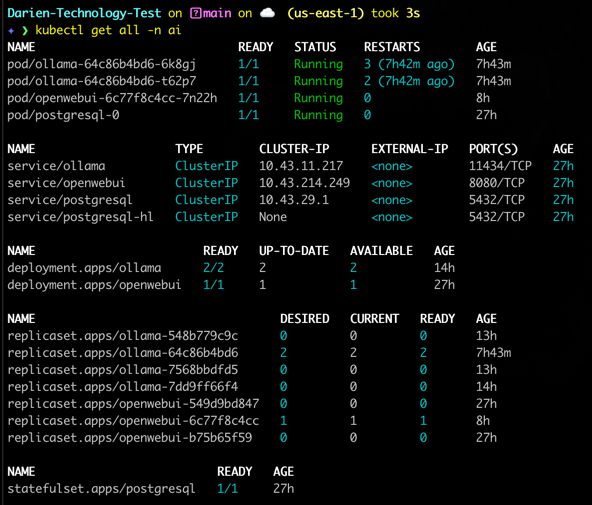 Darien-Technology-Test on main on ☁️ (us-east-1) took 3s
✦ ❯ kubectl get all -n ai
NAME READY STATUS RESTARTS AGE
pod/ollama-64c86b4bd6-6k8gj 1/1 Running 3 (7h42m ago) 7h43m
pod/ollama-64c86b4bd6-t62p7 1/1 Running 2 (7h42m ago) 7h43m
pod/openwebui-6c77f8c4cc-7n22h 1/1 Running 0 8h
pod/postgresql-0 1/1 Running 0 27h
NAME TYPE CLUSTER-IP EXTERNAL-IP PORT(S) AGE
service/ollama ClusterIP 10.43.11.217 <none> 11434/TCP 27h
service/openwebui ClusterIP 10.43.214.249 <none> 8080/TCP 27h
service/postgresql ClusterIP 10.43.29.1 <none> 5432/TCP 27h
service/postgresql-hl ClusterIP None <none> 5432/TCP 27h
NAME READY UP-TO-DATE AVAILABLE AGE
deployment.apps/ollama 2/2 2 2 14h
deployment.apps/openwebui 1/1 1 1 27h
NAME DESIRED CURRENT READY AGE
replicaset.apps/ollama-548b779c9c 0 0 0 13h
replicaset.apps/ollama-64c86b4bd6 2 2 2 7h43m
replicaset.apps/ollama-7568bbdfd5 0 0 0 13h
replicaset.apps/ollama-7dd9ff66f4 0 0 0 14h
replicaset.apps/openwebui-549d9bd847 0 0 0 27h
replicaset.apps/openwebui-6c77f8c4cc 1 1 1 8h
replicaset.apps/openwebui-b75b65f59 0 0 0 27h
NAME READY AGE
statefulset.apps/postgresql 1/1 27h